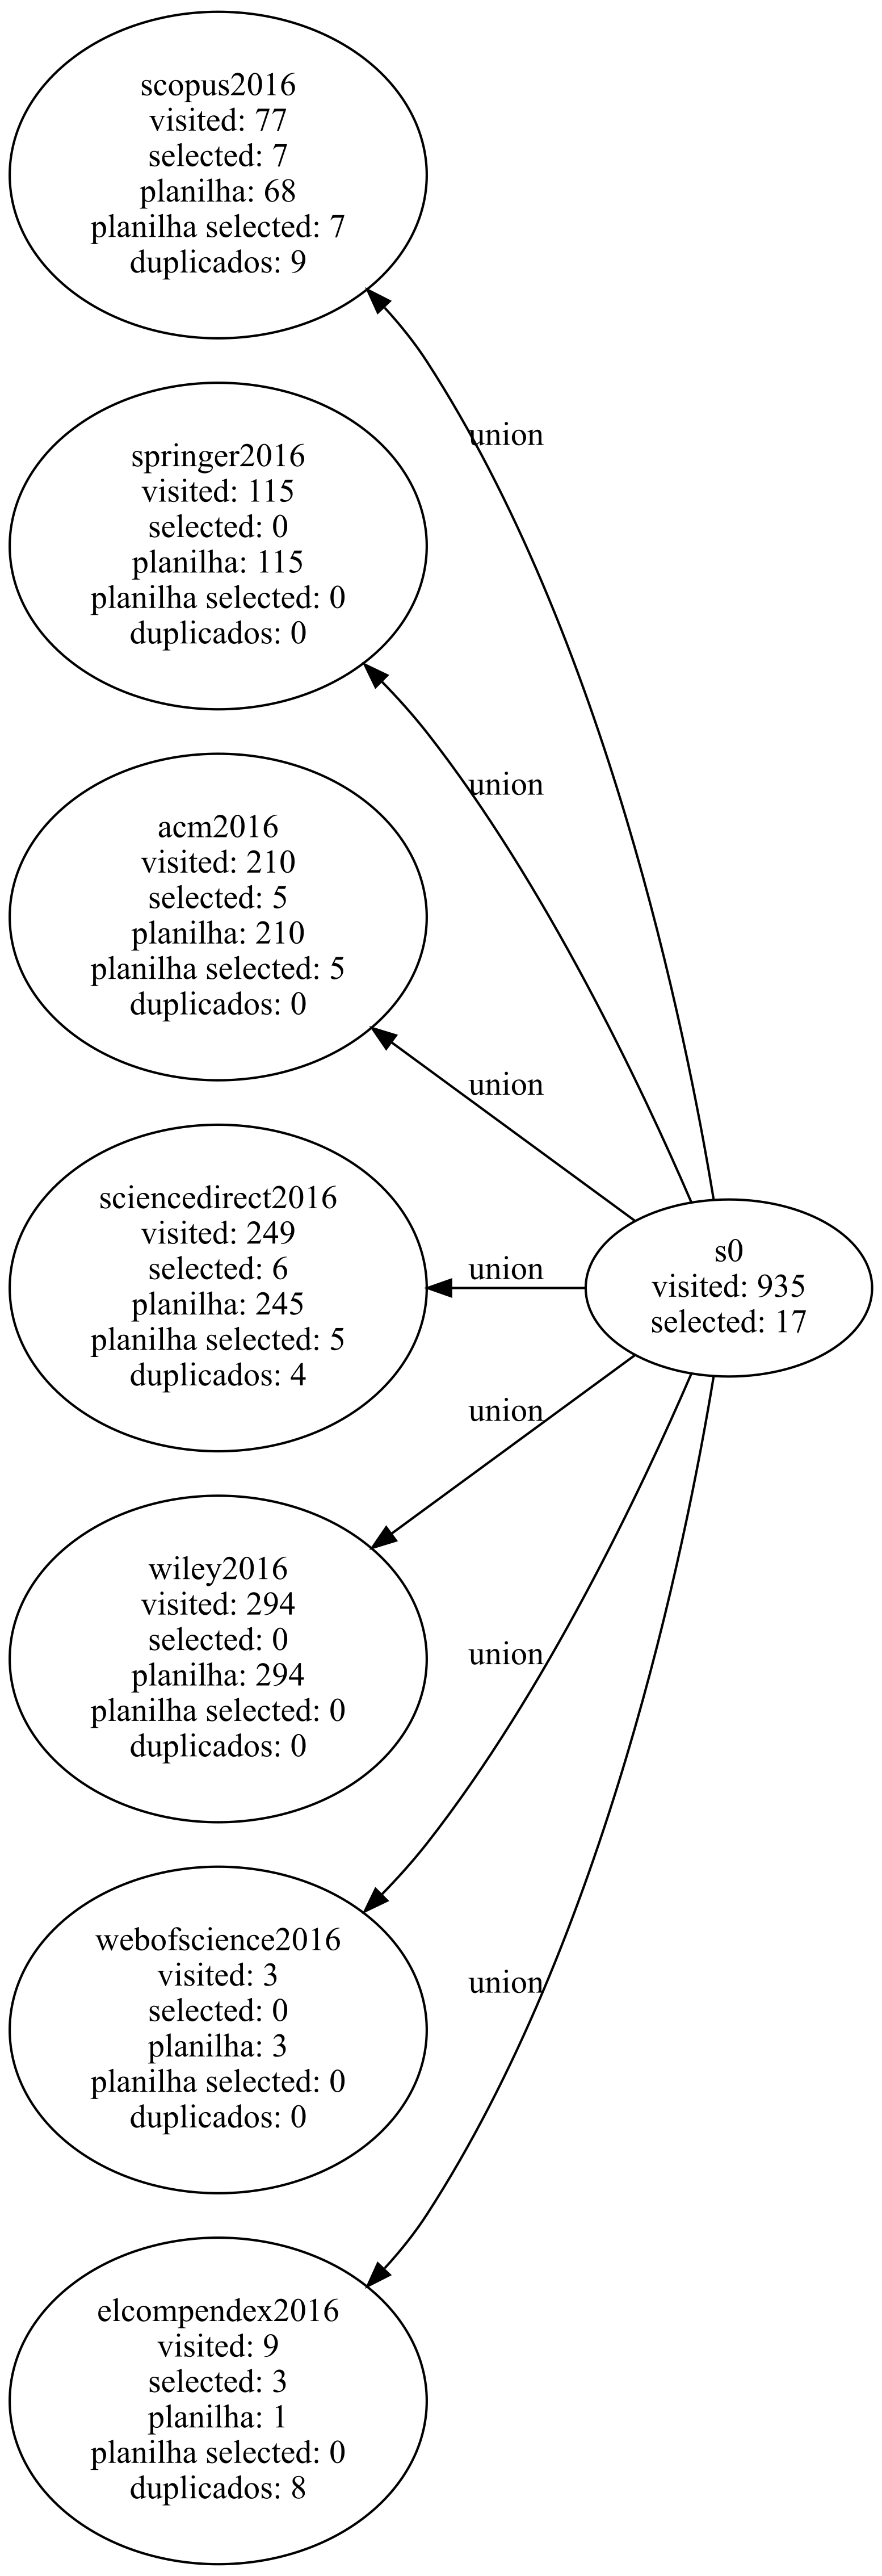 scopus2016
visited: 77
selected: 7
planilha: 68
planilha selected: 7
duplicados: 9
union
springer2016
visited: 115
selected: 0
planilha: 115
planilha selected: 0
duplicados: 0
union
acm2016
visited: 210
selected: 5
planilha: 210
planilha selected: 5
duplicados: 0
union
sciencedirect2016
visited: 249
selected: 6
planilha: 245
planilha selected: 5
duplicados: 4
union
s0
visited: 935
selected: 17
union
wiley2016
visited: 294
selected: 0
planilha: 294
planilha selected: 0
duplicados: 0
union
webofscience2016
visited: 3
selected: 0
planilha: 3
planilha selected: 0
duplicados: 0
union
elcompendex2016
visited: 9
selected: 3
planilha: 1
planilha selected: 0
duplicados: 8